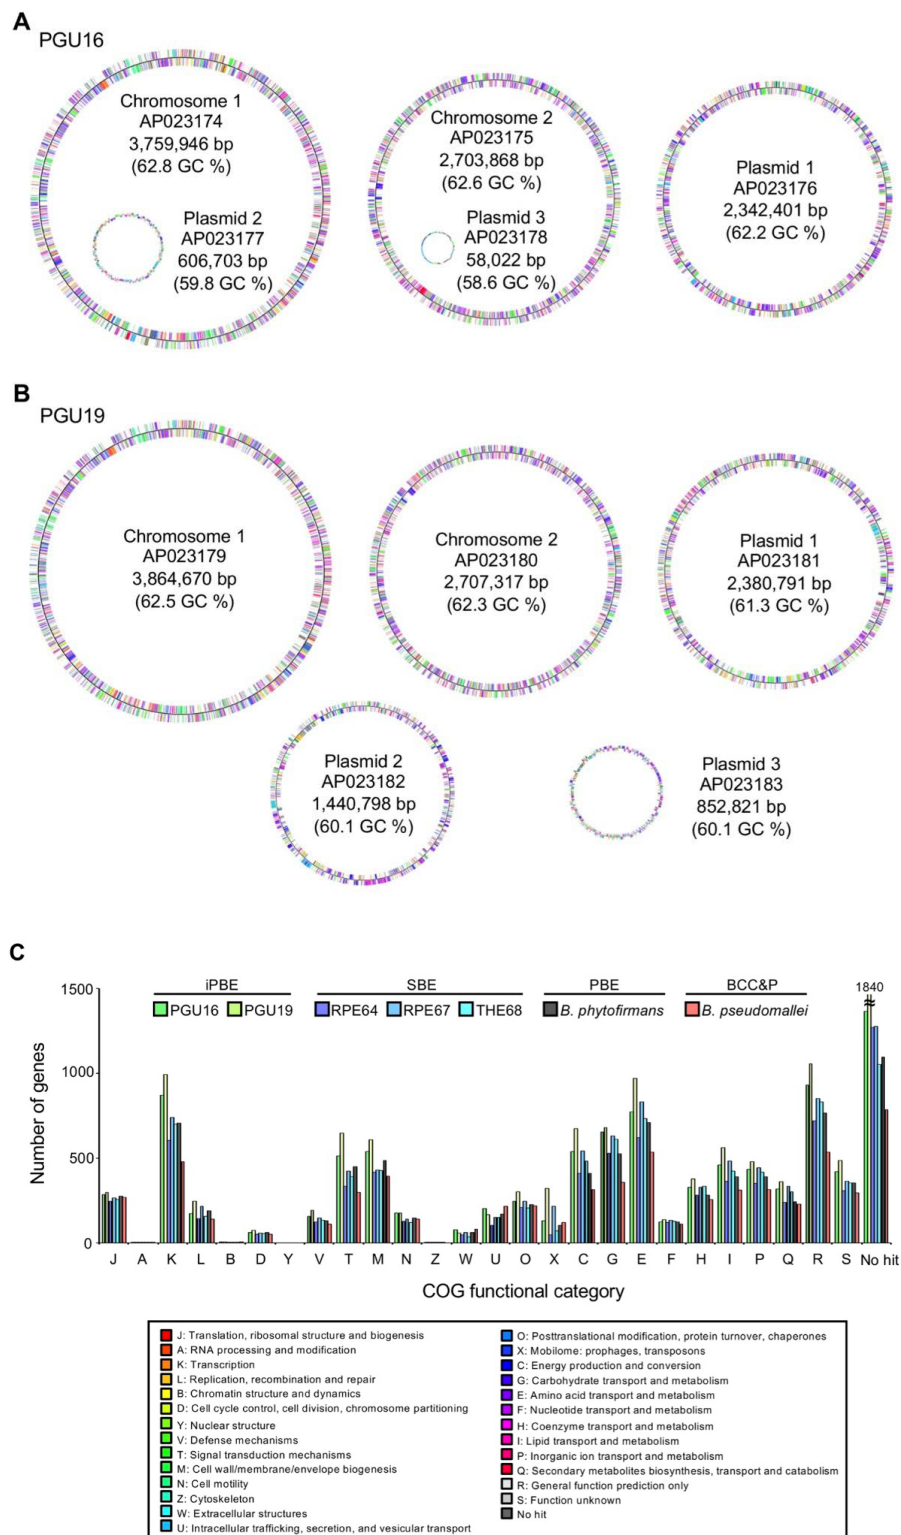 A
PGU16
Chromosome 1
AP023174
3,759,946 bp
(62.8 GC %)
Plasmid 2
AP023177
606,703 bp
(59.8 GC %)
Chromosome 2
AP023175
2,703,868 bp
(62.6 GC %)
Plasmid 3
AP023178
58,022 bp
(58.6 GC %)
Plasmid 1
AP023176
2,342,401 bp
(62.2 GC %)
B
PGU19
Chromosome 1
AP023179
3,864,670 bp
(62.5 GC %)
Chromosome 2
AP023180
2,707,317 bp
(62.3 GC %)
Plasmid 1
AP023181
2,380,791 bp
(61.3 GC %)
Plasmid 2
AP023182
1,440,798 bp
(60.1 GC %)
Plasmid 3
AP023183
852,821 bp
(60.1 GC %)
C
iPBE SBE PBE BCC&P
PGU16 PGU19 RPE64 RPE67 THE68 B. phytofirmans B. pseudomallei
1840
≈
Number of genes
1500
1000
500
0
J A K L B D Y V T M N Z W U O X C G E F H I P Q R S No hit
COG functional category
J: Translation, ribosomal structure and biogenesis
A: RNA processing and modification
K: Transcription
L: Replication, recombination and repair
B: Chromatin structure and dynamics
D: Cell cycle control, cell division, chromosome partitioning
Y: Nuclear structure
V: Defense mechanisms
T: Signal transduction mechanisms
M: Cell wall/membrane/envelope biogenesis
N: Cell motility
Z: Cytoskeleton
W: Extracellular structures
U: Intracellular trafficking, secretion, and vesicular transport
O: Posttranslational modification, protein turnover, chaperones
X: Mobilome: prophages, transposons
C: Energy production and conversion
G: Carbohydrate transport and metabolism
E: Amino acid transport and metabolism
F: Nucleotide transport and metabolism
H: Coenzyme transport and metabolism
I: Lipid transport and metabolism
P: Inorganic ion transport and metabolism
Q: Secondary metabolites biosynthesis, transport and catabolism
R: General function prediction only
S: Function unknown
No hit